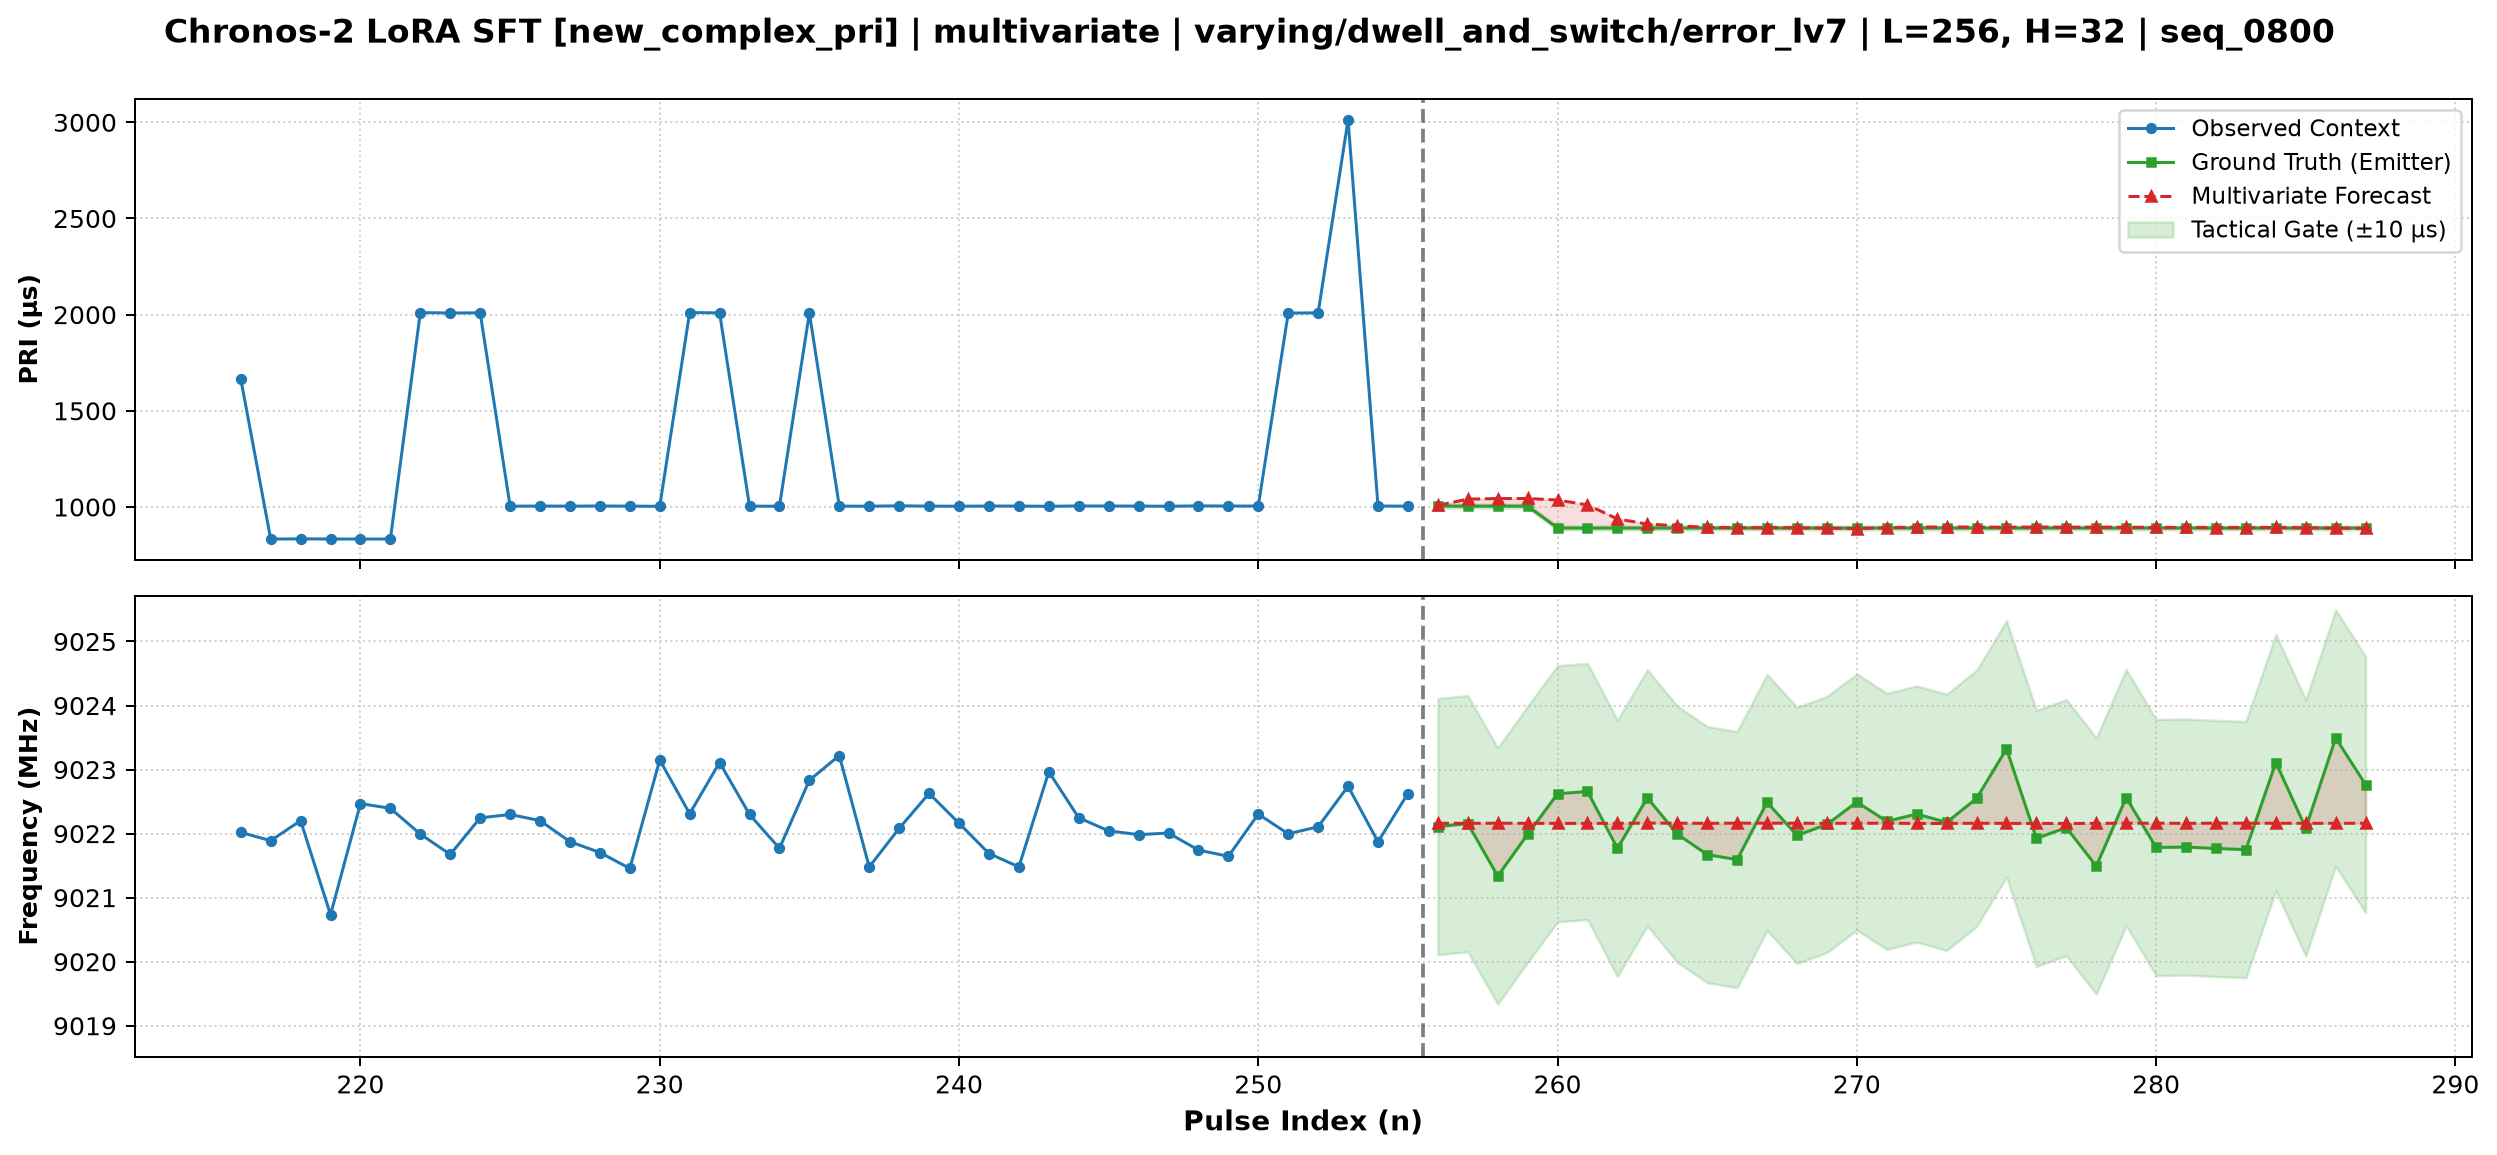 Chronos-2 LoRA SFT [new_complex_pri] | multivariate | varying/dwell_and_switch/error_lv7 | L=256, H=32 | seq_0800
3000
2500
2000
1500
1000
PRI (µs)
Observed Context
Ground Truth (Emitter)
Multivariate Forecast
Tactical Gate (±10 µs)
9025
9024
9023
9022
9021
9020
9019
Frequency (MHz)
220
230
240
250
260
270
280
290
Pulse Index (n)